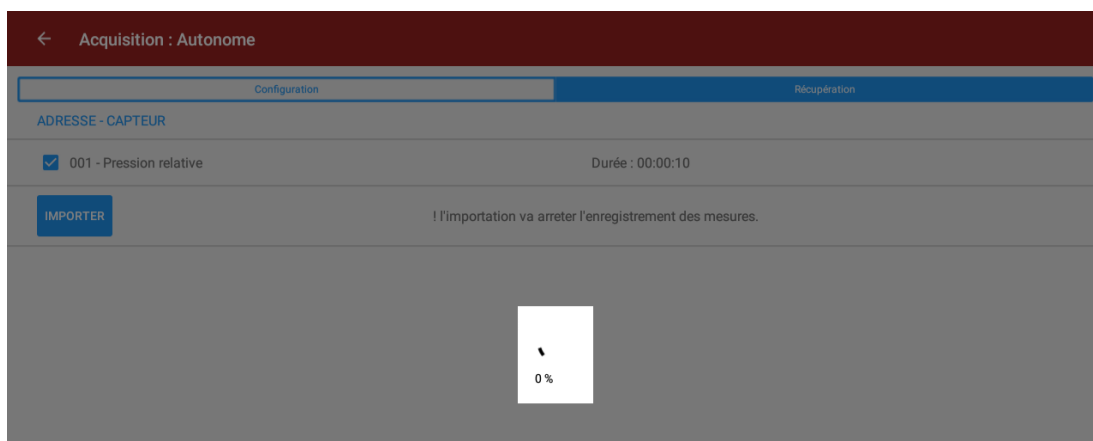 Acquisition : Autonome
Configuration
Récupération
ADRESSE - CAPTEUR
001 - Pression relative
Durée : 00:00:10
IMPORTER
! l'importation va arreter l'enregistrement des mesures.
0 %